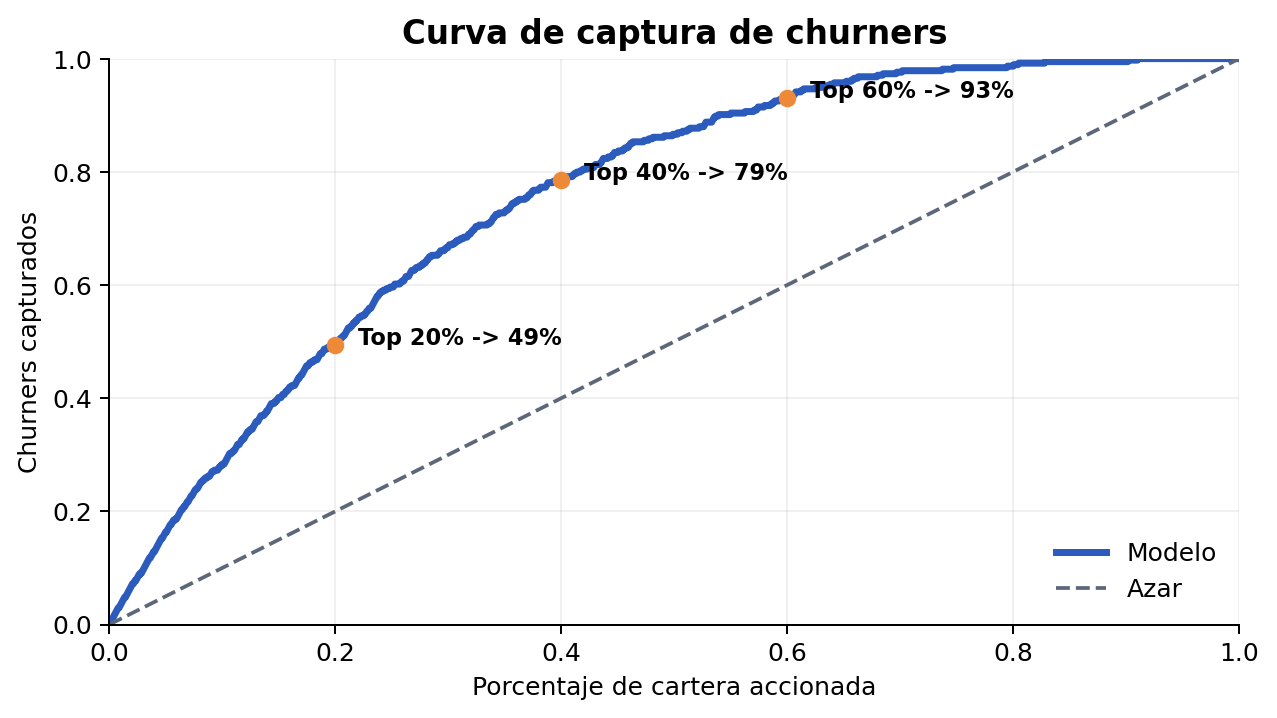 Curva de captura de churners
1.0
0.8
0.6
0.4
0.2
0.0
Churners capturados
Top 60% -> 93%
Top 40% -> 79%
Top 20% -> 49%
Modelo
Azar
0.0 0.2 0.4 0.6 0.8 1.0
Porcentaje de cartera accionada